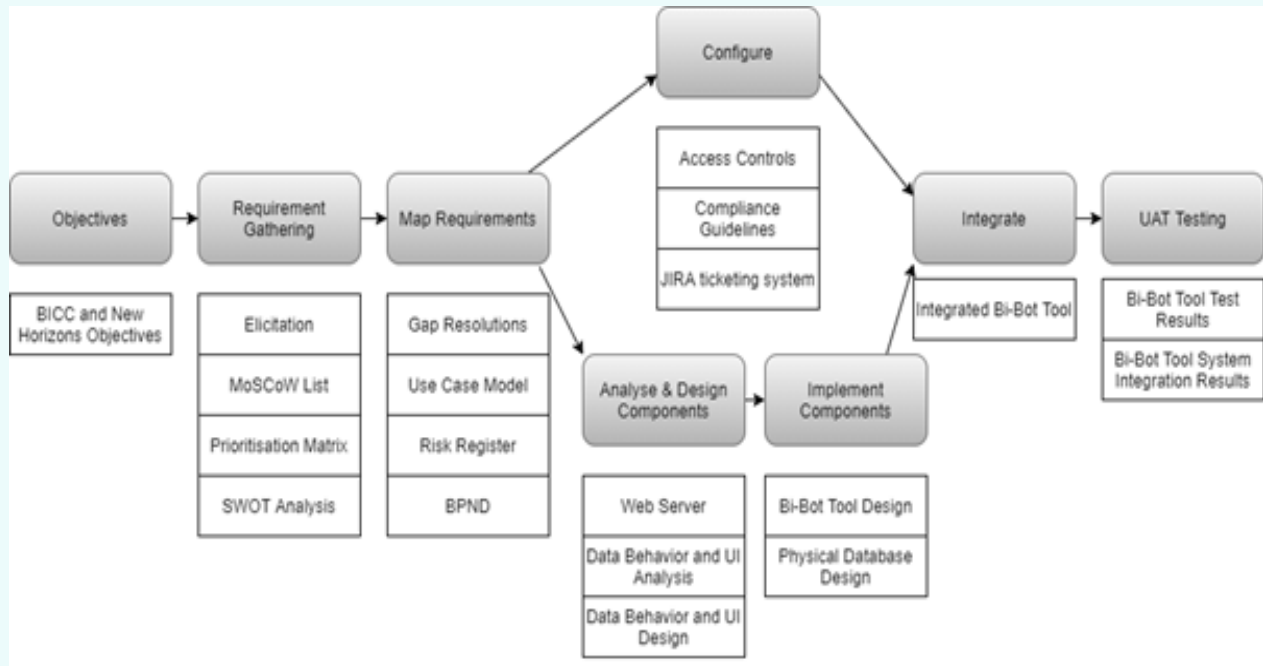 Configure
Access Controls
Compliance
Guidelines
JIRA ticketing system
Objectives
BICC and New
Horizons Objectives
Requirement
Gathering
Elicitation
MoSCoW List
Prioritisation Matrix
SWOT Analysis
Map Requirements
Gap Resolutions
Use Case Model
Risk Register
BPND
Analyse & Design
Components
Web Server
Data Behavior and UI
Analysis
Data Behavior and UI
Design
Implement
Components
Bi-Bot Tool Design
Physical Database
Design
Integrate
Integrated Bi-Bot Tool
UAT Testing
Bi-Bot Tool Test
Results
Bi-Bot Tool System
Integration Results